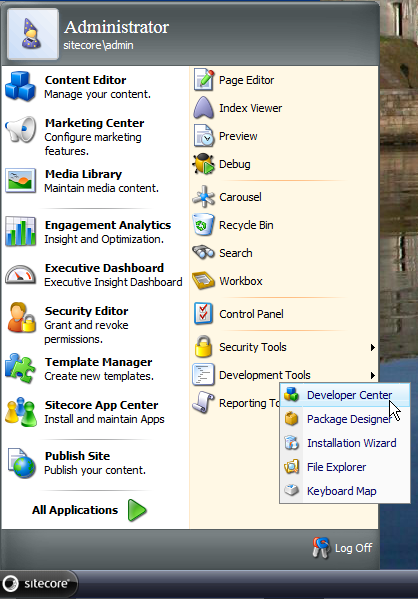 Administrator
sitecore\admin
Content Editor
Manage your content.
Marketing Center
Configure marketing
features.
Media Library
Maintain media content.
Engagement Analytics
Insight and Optimization.
Executive Dashboard
Executive Insight Dashboard
Security Editor
Grant and revoke
permissions.
Template Manager
Create new templates.
Sitecore App Center
Install and maintain Apps
Publish Site
Publish your content.
All Applications
Page Editor
Index Viewer
Preview
Debug
Carousel
Recycle Bin
Search
Workbox
Control Panel
Security Tools
Development Tools
Reporting To
Developer Center
Package Designer
Installation Wizard
File Explorer
Keyboard Map
Log Off
sitecore